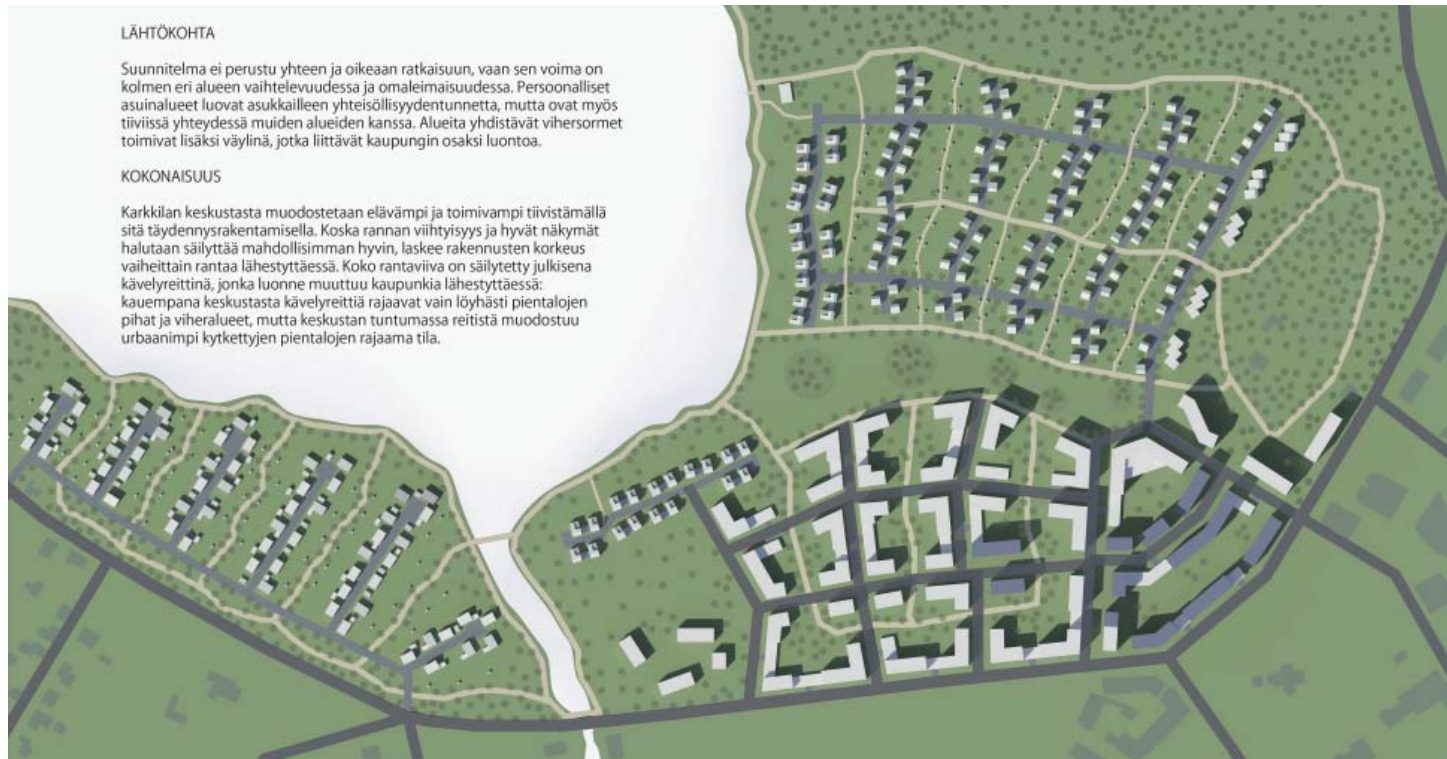 LÄHTÖKOHTA
Suunnitelma ei perustu yhteen ja oikeaan ratkaisuun, vaan sen voima on
kolmen eri alueen vaihtelevuudessa ja omaleimaisuudessa. Persoonalliset
asuinalueet luovat asukkailleen yhteisöllisyydentunnetta, mutta ovat myös
tiiviissä yhteydessä muiden alueiden kanssa. Alueita yhdistävät vihersormet
toimivat lisäksi väylinä, jotka liittävät kaupungin osaksi luontoa.
KOKONAISUUS
Karkkilan keskustasta muodostetaan elävämpi ja toimivampi tiivistämällä
sitä täydennysrakentamisella. Koska rannan viihtyisyys ja hyvät näkymät
halutaan säilyttää mahdollisimman hyvin, laskee rakennusten korkeus
vaiheittain rantaa lähestyttäessä. Koko rantaviiva on säilytetty julkisena
kävelyreittinä, jonka luonne muuttuu kaupunkia lähestyttäessä:
kauempana keskustasta kävelyreittiä rajaavat vain löyhästi pientalojen
pihat ja viheralueet, mutta keskustan tuntumassa reitistä muodostuu
urbaanimpi kytkettyjen pientalojen rajaama tila.